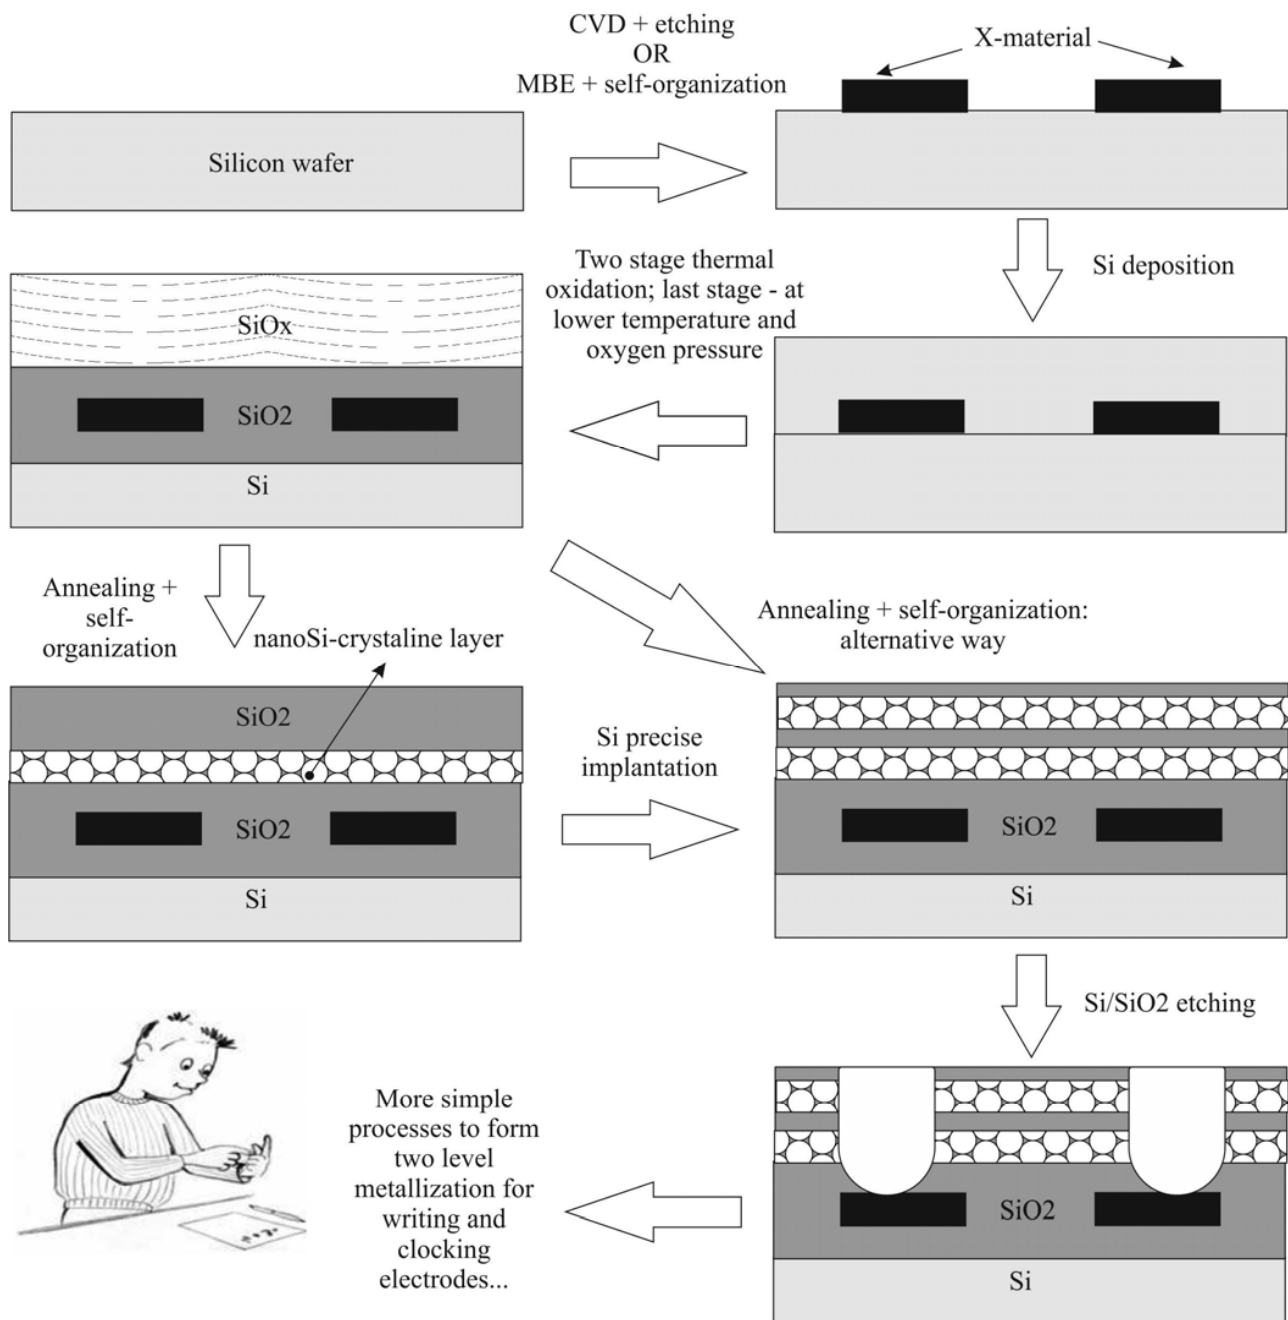 CVD + etching
OR
MBE + self-organization
X-material
Silicon wafer
Si deposition
Two stage thermal
oxidation; last stage - at
lower temperature and
oxygen pressure
SiOx
SiO2
Si
Annealing +
self-
organization
nanoSi-crystaline layer
Annealing + self-organization:
alternative way
SiO2
SiO2
Si
Si precise
implantation
SiO2
Si
Si/SiO2 etching
More simple
processes to form
two level
metallization for
writing and
clocking
electrodes...
SiO2
Si